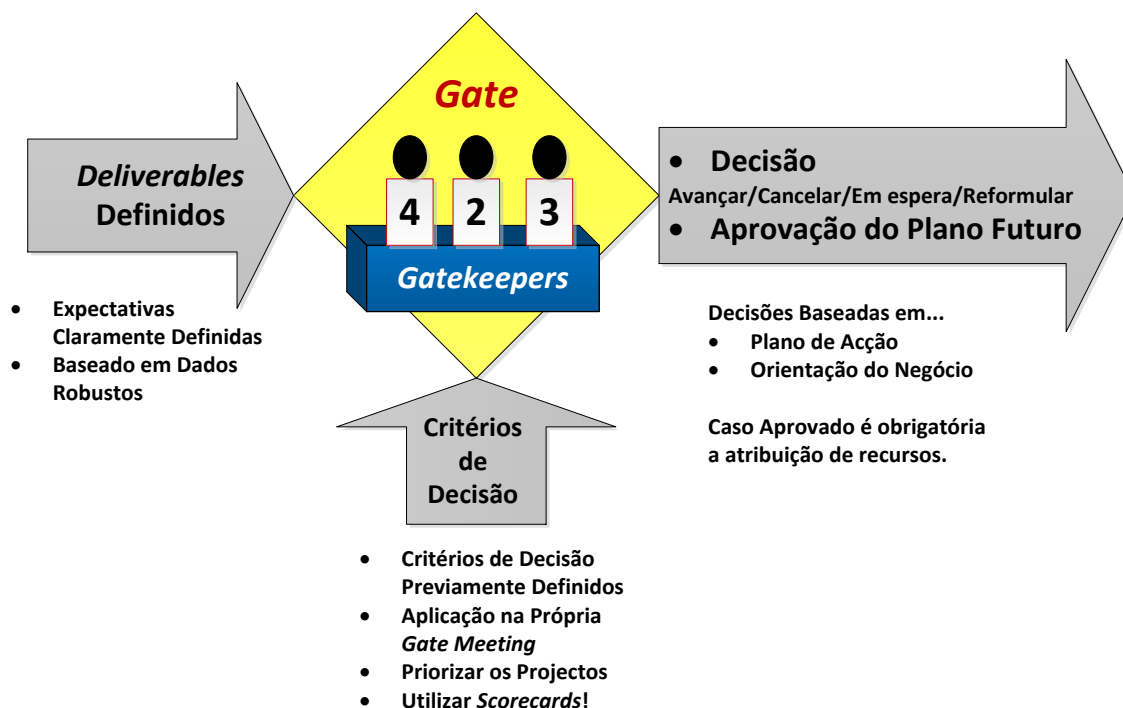 Deliverables
Definidos
• Expectativas
Claramente Definidas
• Baseado em Dados
Robustos
Gate
4 2 3
Gatekeepers
Critérios
de
Decisão
• Critérios de Decisão
Previamente Definidos
• Aplicação na Própria
Gate Meeting
• Priorizar os Projectos
• Utilizar Scorecards!
• Decisão
Avançar/Cancelar/Em espera/Reformular
• Aprovação do Plano Futuro
Decisões Baseadas em...
• Plano de Acção
• Orientação do Negócio
Caso Aprovado é obrigatória
a atribuição de recursos.